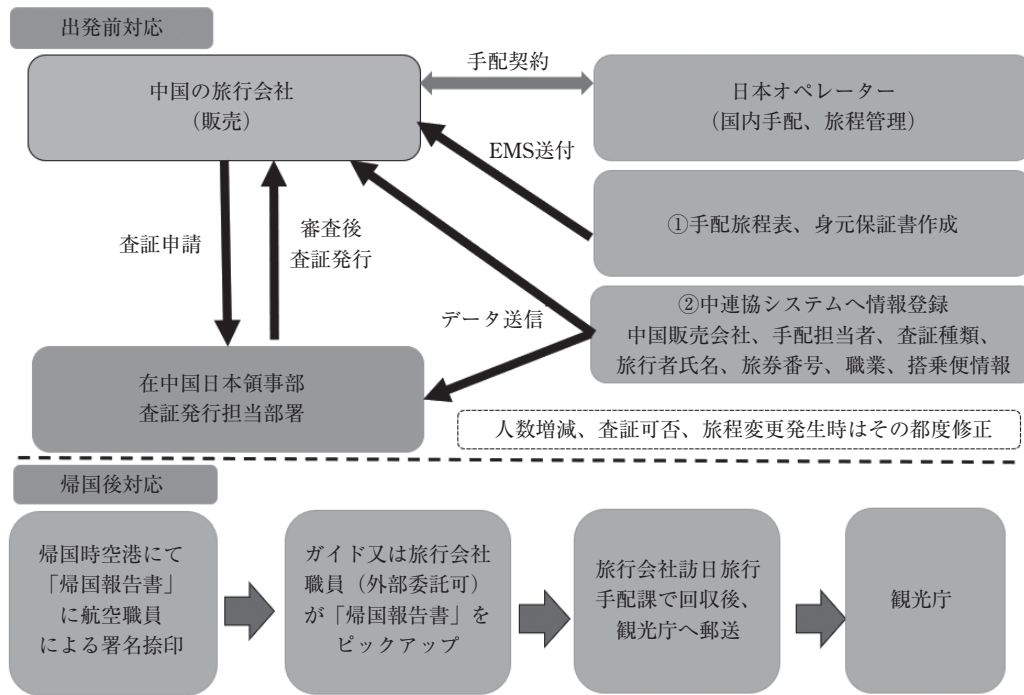 出発前対応
中国の旅行会社
（販売）
手配契約
日本オペレーター
（国内手配、旅程管理）
EMS送付
①手配旅程表、身元保証書作成
査証申請
審査後
査証発行
データ送信
②中連協システムへ情報登録
中国販売会社、手配担当者、査証種類、
旅行者氏名、旅券番号、職業、搭乗便情報
在中国日本領事部
査証発行担当部署
人数増減、査証可否、旅程変更発生時はその都度修正
帰国後対応
帰国時空港にて
「帰国報告書」
に航空職員
による署名捺印
ガイド又は旅行会社
職員（外部委託可）
が「帰国報告書」を
ピックアップ
旅行会社訪日旅行
手配課で回収後、
観光庁へ郵送
観光庁